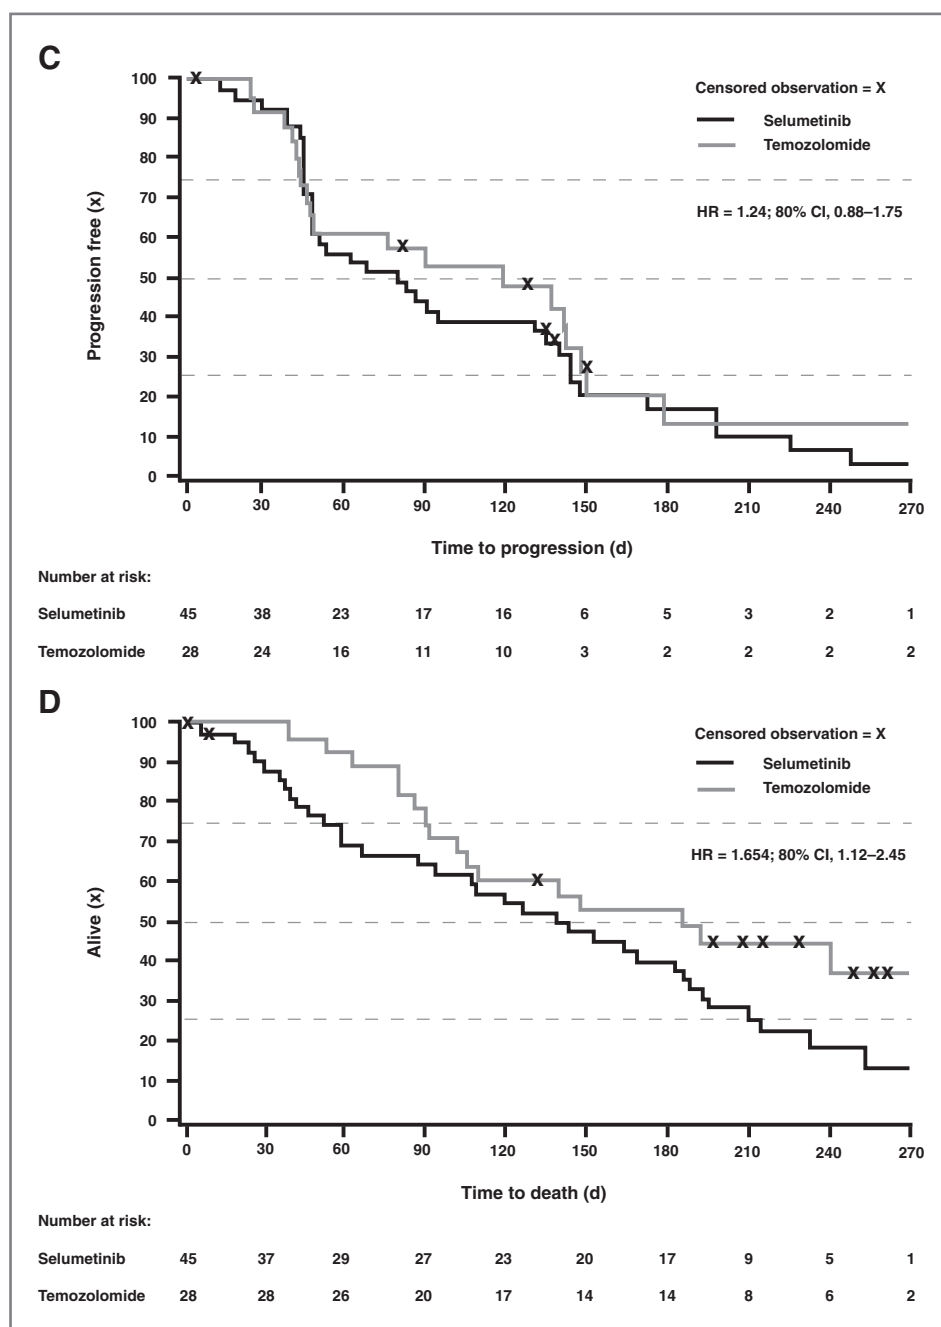 C
Censored observation = X
Selumetinib
Temozolomide
HR = 1.24; 80% CI, 0.88–1.75
Progression free (x)
100
90
80
70
60
50
40
30
20
10
0
0 30 60 90 120 150 180 210 240 270
Time to progression (d)
Number at risk:
Selumetinib 45 38 23 17 16 6 5 3 2 1
Temozolomide 28 24 16 11 10 3 2 2 2 2
D
Censored observation = X
Selumetinib
Temozolomide
HR = 1.654; 80% CI, 1.12–2.45
Alive (x)
100
90
80
70
60
50
40
30
20
10
0
0 30 60 90 120 150 180 210 240 270
Time to death (d)
Number at risk:
Selumetinib 45 37 29 27 23 20 17 9 5 1
Temozolomide 28 28 26 20 17 14 14 8 6 2